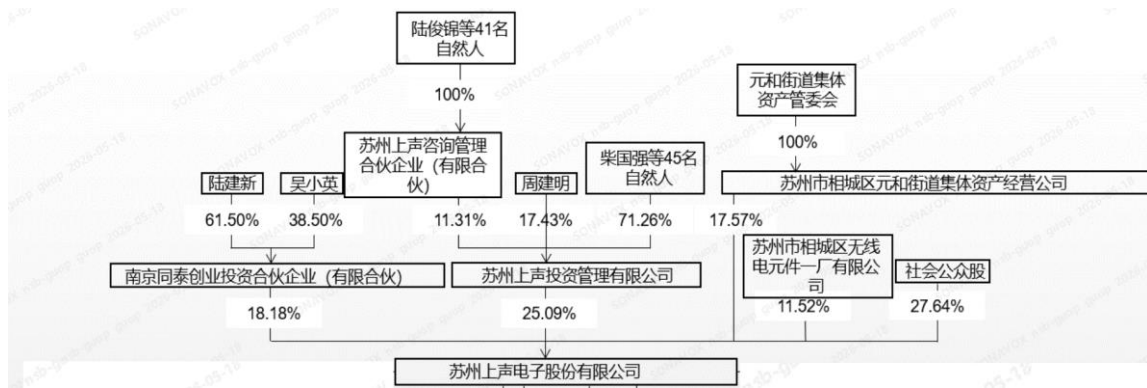 陆俊锦等41名
自然人
100%
元和街道集体
资产管委会
100%
苏州上声咨询管理
合伙企业（有限合
伙）
柴国强等45名
自然人
陆建新
吴小英
周建明
苏州市相城区元和街道集体资产经营公司
61.50%
38.50%
11.31%
17.43%
71.26%
17.57%
苏州市相城区无线
电元件一厂有限公
司
社会公众股
南京同泰创业投资合伙企业（有限合伙）
苏州上声投资管理有限公司
18.18%
25.09%
11.52%
27.64%
苏州上声电子股份有限公司